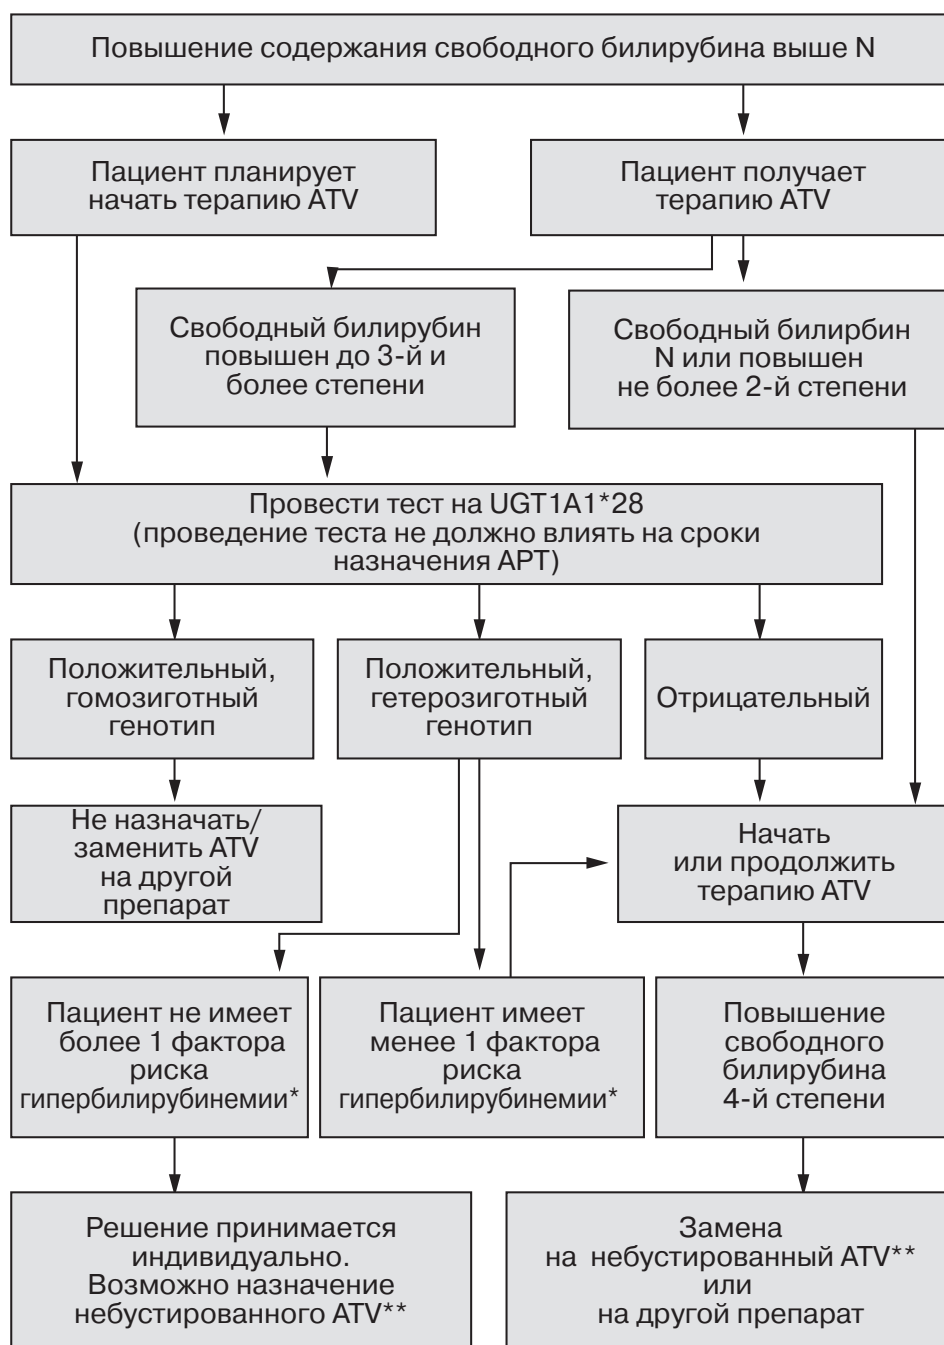 Повышение содержания свободного билирубина выше N
Пациент планирует
начать терапию ATV
Пациент получает
терапию ATV
Свободный билирубин
повышен до 3-й и
более степени
Свободный билирбин
N или повышен
не более 2-й степени
Провести тест на UGT1A1*28
(проведение теста не должно влиять на сроки
назначения АРТ)
Положительный,
гомозиготный
генотип
Положительный,
гетерозиготный
генотип
Отрицательный
Не назначать/
заменить ATV
на другой
препарат
Начать
или продолжить
терапию ATV
Пациент не имеет
более 1 фактора
риска
гипербилирубинемии*
Пациент имеет
менее 1 фактора
риска
гипербилирубинемии*
Повышение
свободного
билирубина
4-й степени
Решение принимается
индивидуально.
Возможно назначение
небустированного ATV**
Замена
на небустированный ATV**
или
на другой препарат